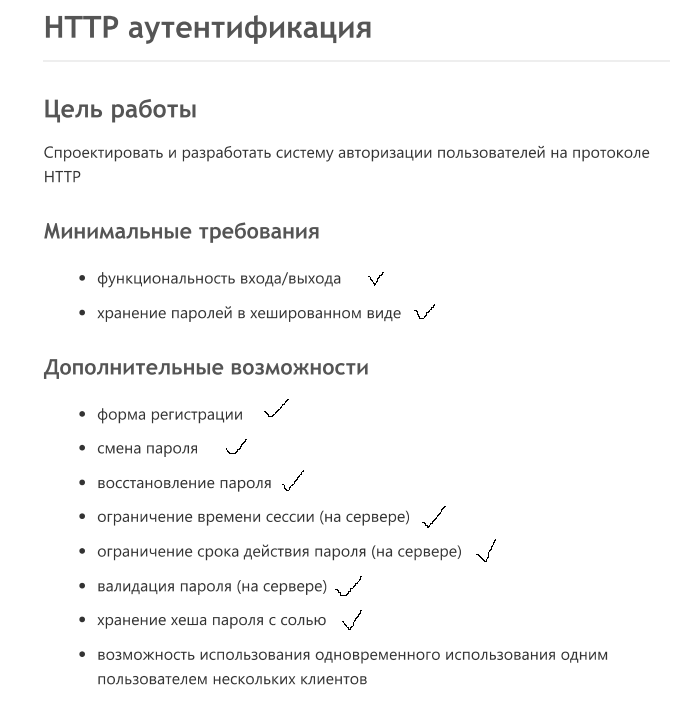 HTTP аутентификация
Цель работы
Спроектировать и разработать систему авторизации пользователей на протоколе
HTTP
Минимальные требования
• функциональность входа/выхода
• хранение паролей в хешированном виде
Дополнительные возможности
• форма регистрации
• смена пароля
• восстановление пароля
• ограничение времени сессии (на сервере)
• ограничение срока действия пароля (на сервере)
• валидация пароля (на сервере)
• хранение хеша пароля с солью
• возможность использования одновременного использования одним
пользователем нескольких клиентов